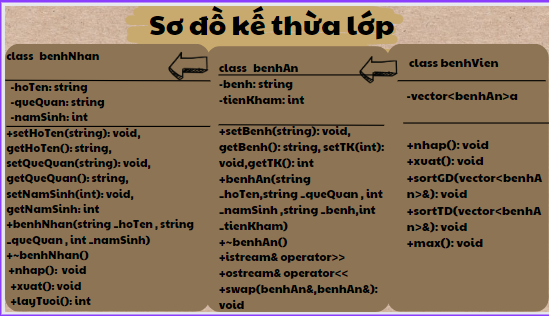 Sơ đồ kế thừa lớp
class benhNhan
-hoTen: string
-queQuan: string
-namSinh: int
+setHoTen(string): void,
getHoTen(): string,
setQueQuan(string): void,
getQueQuan(): string,
setNamSinh(int): void,
getNamSinh: int
+benhNhan(string _hoTen , string
_queQuan , int _namSinh)
+~benhNhan()
+nhap(): void
+xuat(): void
+layTuoi(): int
class benhAn
-benh: string
-tienKham: int
+setBenh(string): void,
getBenh(): string, setTK(int):
void,getTK(): int
+benhAn(string
_hoTen,string _queQuan , int
_namSinh ,string _benh,int
_tienKham)
+~benhAn()
+istream& operator>>
+ostream& operator<<
+swap(benhAn&,benhAn&):
void
class benhVien
-vector<benhAn>a
+nhap(): void
+xuat(): void
+sortGD(vector<benhA
n>&): void
+sortTD(vector<benhA
n>&): void
+max(): void